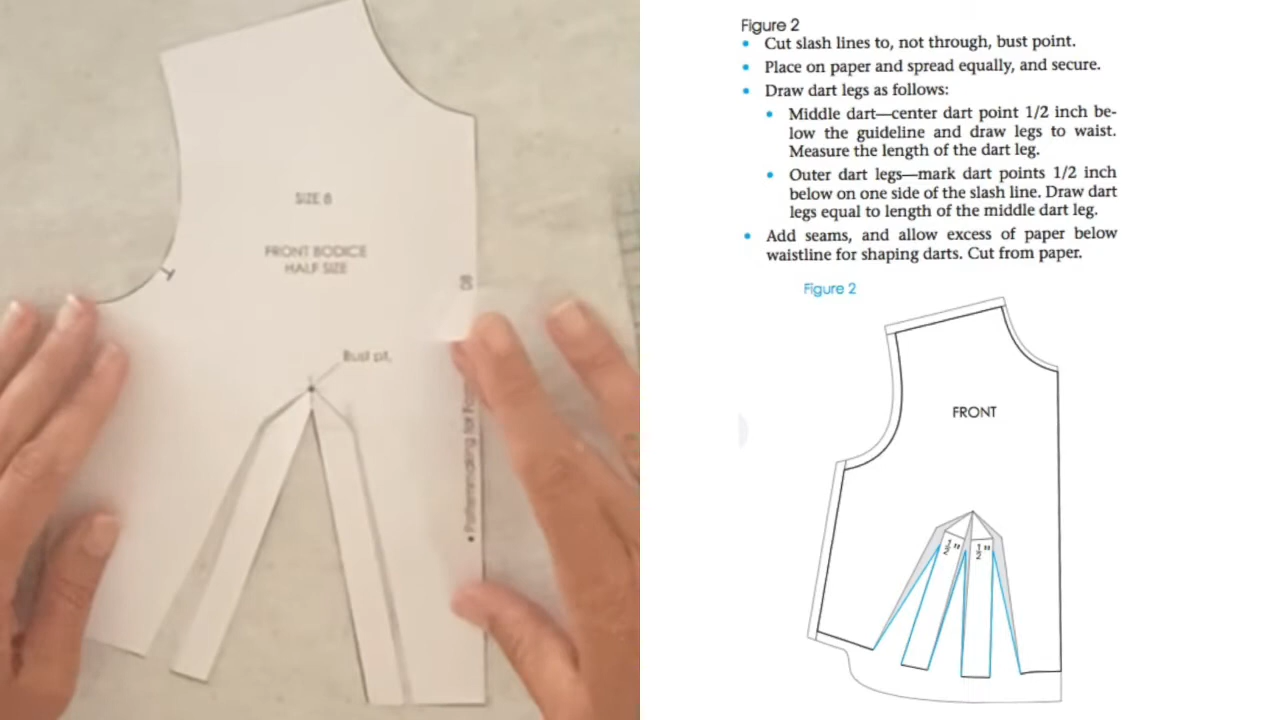 SIZE 8
FRONT BODICE
HALF SIZE
Bust pt.
• Patternmaking for
Figure 2
• Cut slash lines to, not through, bust point.
• Place on paper and spread equally, and secure.
• Draw dart legs as follows:
• Middle dart—center dart point 1/2 inch be-
low the guideline and draw legs to waist.
Measure the length of the dart leg.
• Outer dart legs—mark dart points 1/2 inch
below on one side of the slash line. Draw dart
legs equal to length of the middle dart leg.
• Add seams, and allow excess of paper below
waistline for shaping darts. Cut from paper.
Figure 2
FRONT
1/2" 1/2"